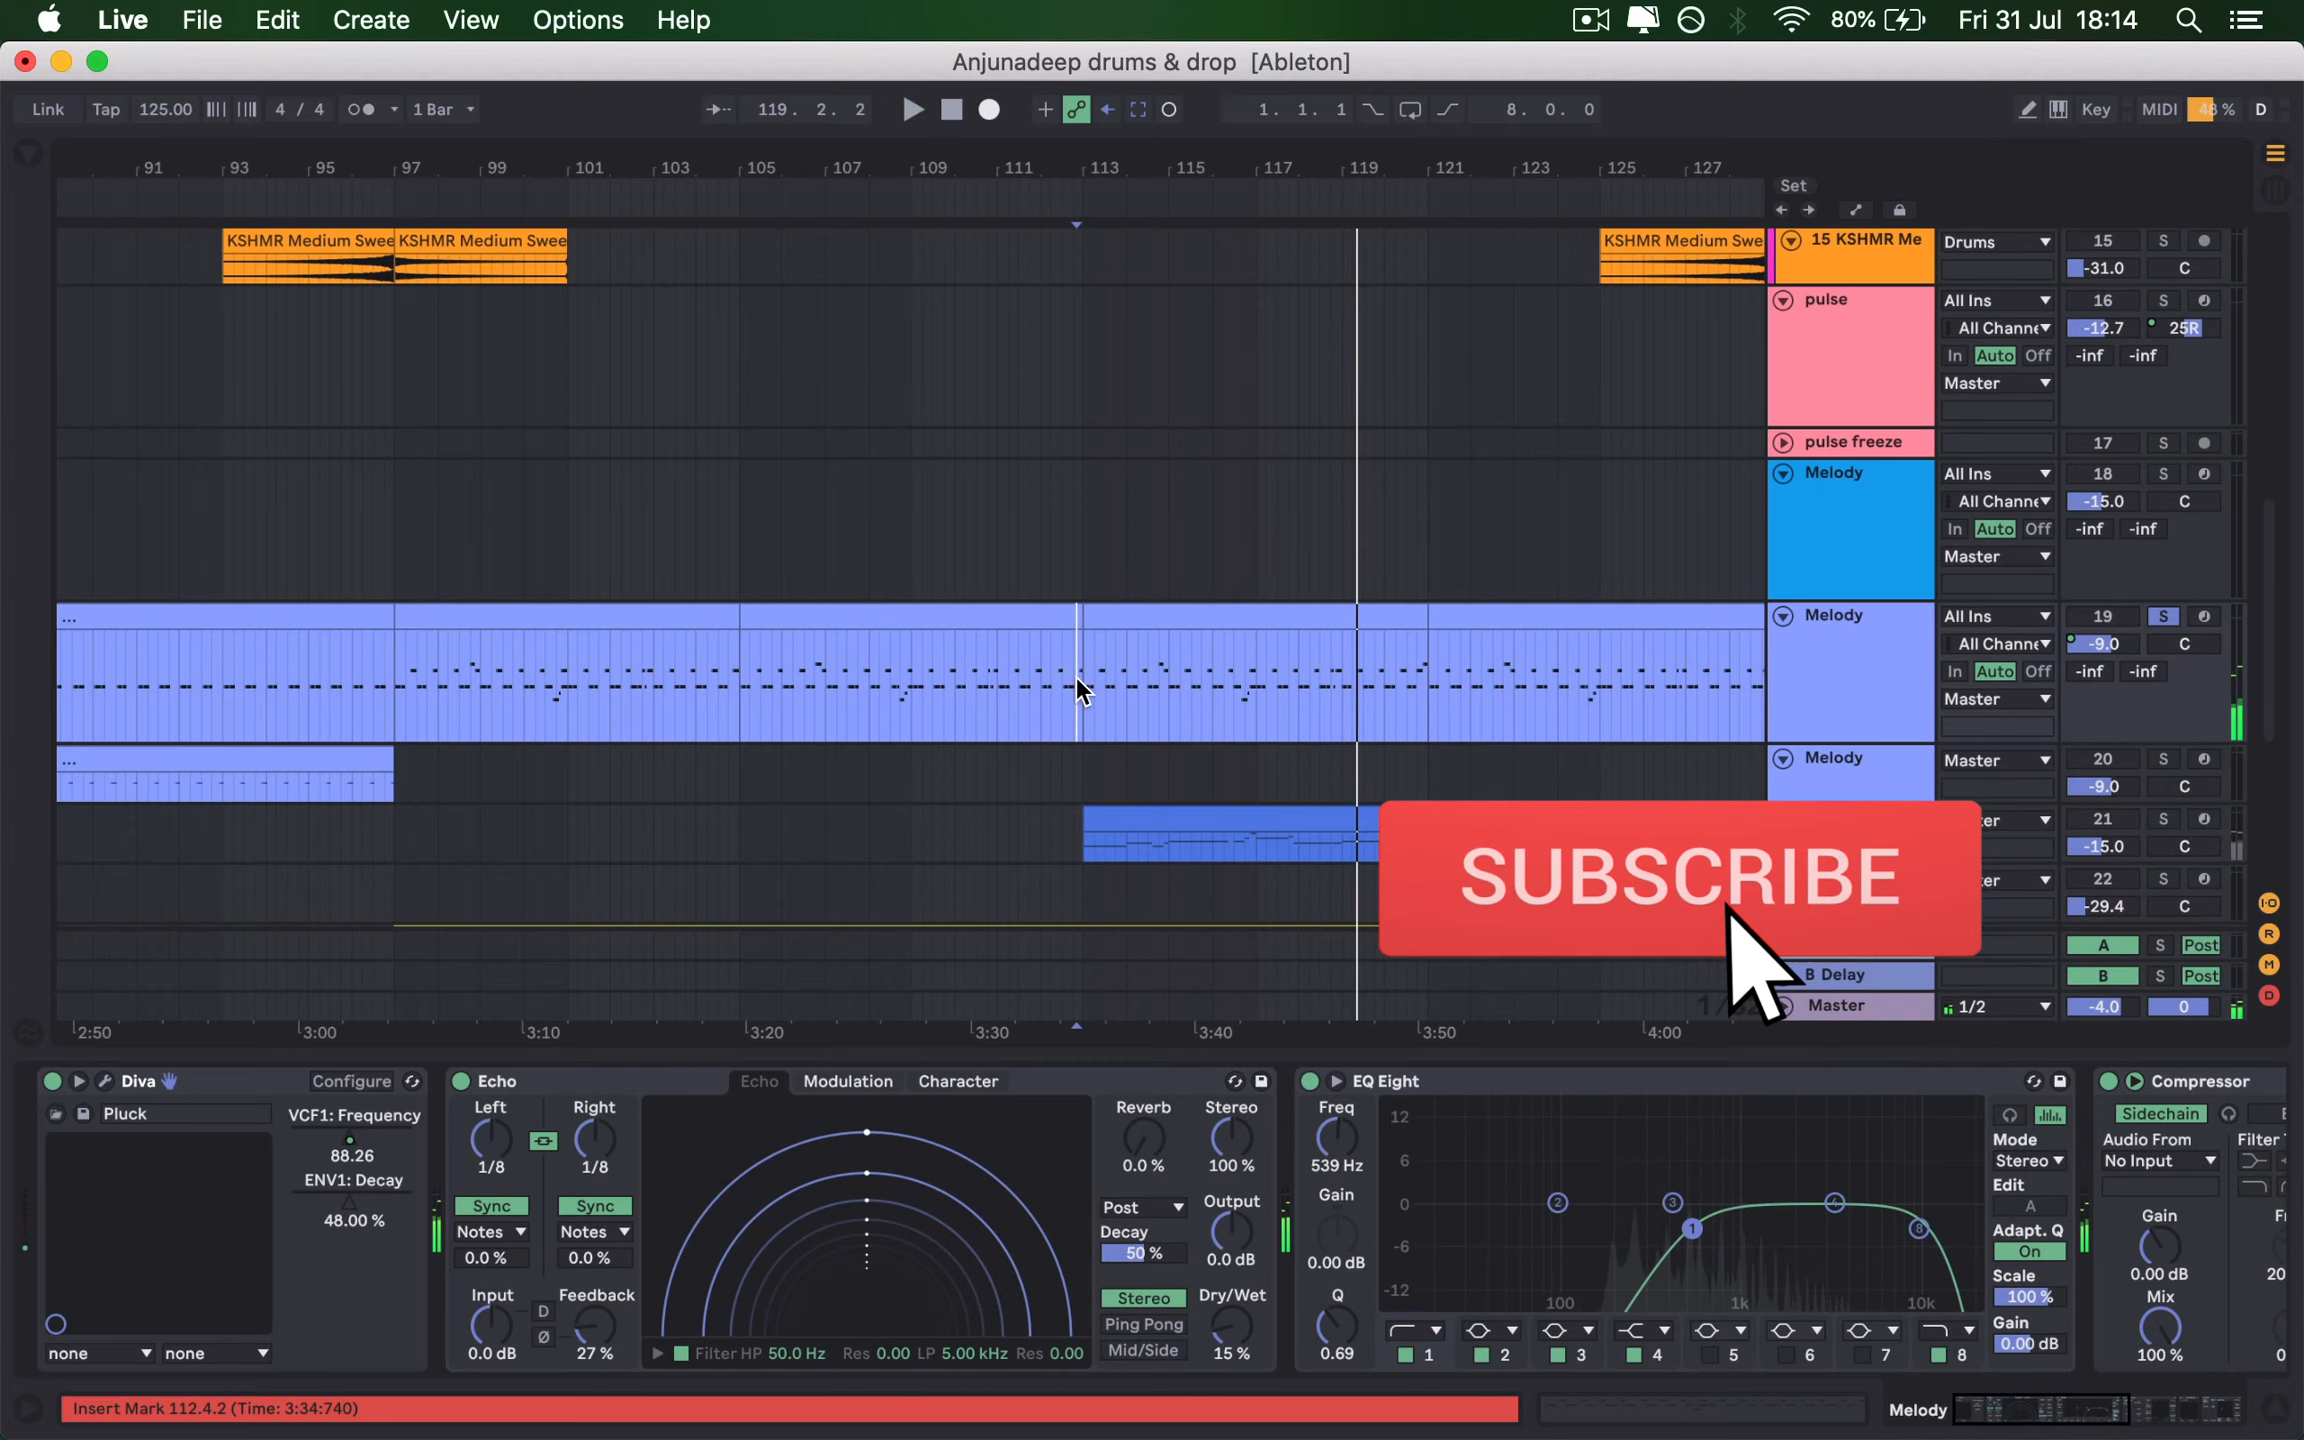 Live File Edit Create View Options Help
80% Fri 31 Jul 18:14
Anjunadeep drums & drop [Ableton]
Link Tap 125.00 4 / 4 1 Bar 119. 2. 2 1. 1. 1 8. 0. 0 Key MIDI 48 % D
91 93 95 97 99 101 103 105 107 109 111 113 115 117 119 121 123 125 127
Set
KSHMR Medium Swee KSHMR Medium Swee KSHMR Medium Swe 15 KSHMR Me Drums 15 S
-31.0 C
pulse All Ins 16 S
All Channe -12.7 25R
In Auto Off -inf -inf
Master
pulse freeze 17 S
Melody All Ins 18 S
All Channe -15.0 C
In Auto Off -inf -inf
Master
... Melody All Ins 19 S
All Channe -9.0 C
In Auto Off -inf -inf
Master
... Melody Master 20 S
-9.0 C
er 21 S
-15.0 C
SUBSCRIBE
er 22 S
-29.4 C
A S Post
B Delay B S Post
Master 1/2 -4.0 0
2:50 3:00 3:10 3:20 3:30 3:40 3:50 4:00
I·O
R
M
D
Diva Configure
Pluck
VCF1: Frequency
88.26
ENV1: Decay
48.00 %
none none
Echo Echo Modulation Character
Left Right
1/8 1/8
Sync Sync
Notes Notes
0.0 % 0.0 %
Input Feedback
D
Ø
0.0 dB 27 %
Filter HP 50.0 Hz Res 0.00 LP 5.00 kHz Res 0.00
Reverb Stereo
0.0 % 100 %
Post Output
Decay
50 % 0.0 dB
Stereo Dry/Wet
Ping Pong
Mid/Side 15 %
EQ Eight
Freq
539 Hz
Gain
0.00 dB
Q
0.69
12
6
0
-6
-12
100 1k 10k
2 3 1 4 8
1 2 3 4 5 6 7 8
Mode
Stereo
Edit
A
Adapt. Q
On
Scale
100 %
Gain
0.00 dB
Compressor
Sidechain
Audio From Filter
No Input
Gain
0.00 dB
Mix
100 %
Insert Mark 112.4.2 (Time: 3:34:740)
Melody